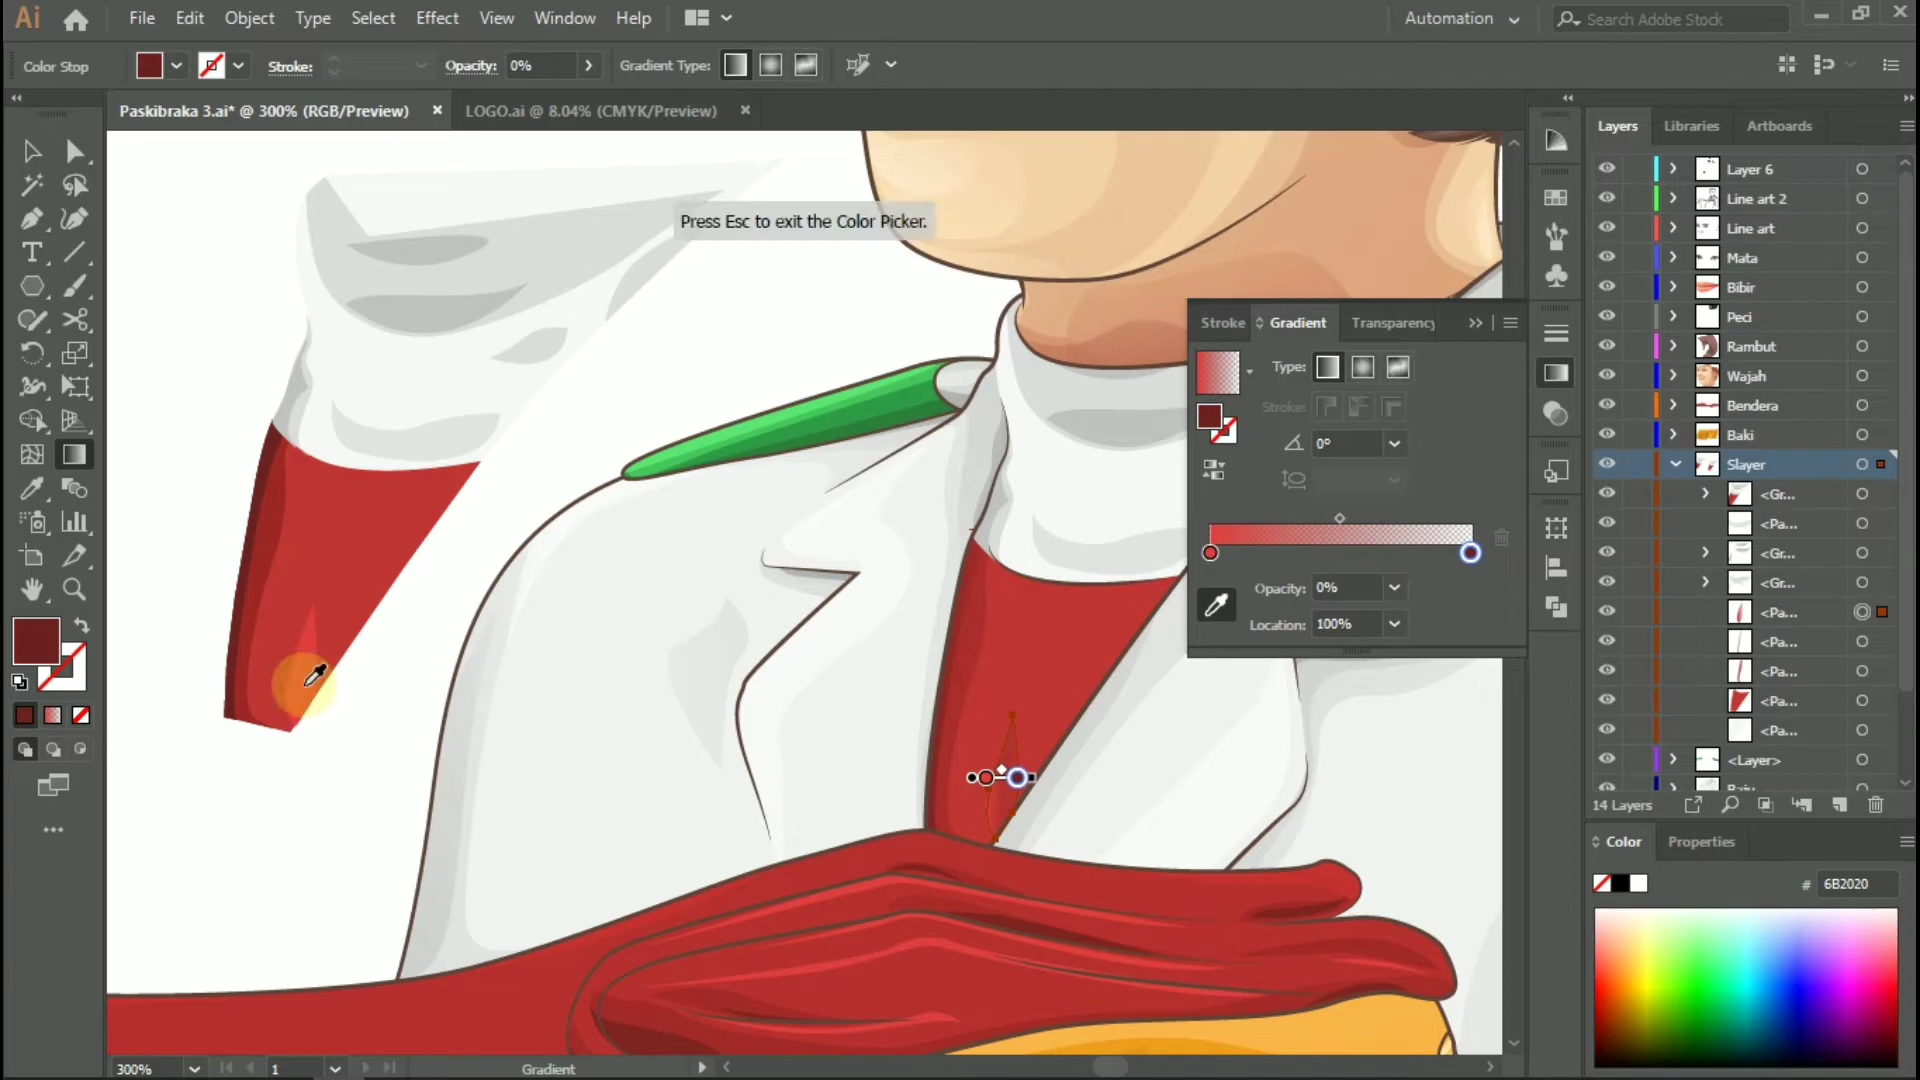 Ai File Edit Object Type Select Effect View Window Help Automation Search Adobe Stock
Color Stop Stroke: Opacity: 0% Gradient Type:
Paskibraka 3.ai* @ 300% (RGB/Preview) LOGO.ai @ 8.04% (CMYK/Preview)
Press Esc to exit the Color Picker.
Stroke Gradient Transparency
Type:
Stroke:
0°
Opacity: 0%
Location: 100%
Layers Libraries Artboards
Layer 6
Line art 2
Line art
Mata
Bibir
Peci
Rambut
Wajah
Bendera
Baki
Slayer
<Gr...
<Pa...
<Gr...
<Gr...
<Pa...
<Pa...
<Pa...
<Pa...
<Pa...
<Layer>
14 Layers
Color Properties
# 6B2020
300% 1 Gradient